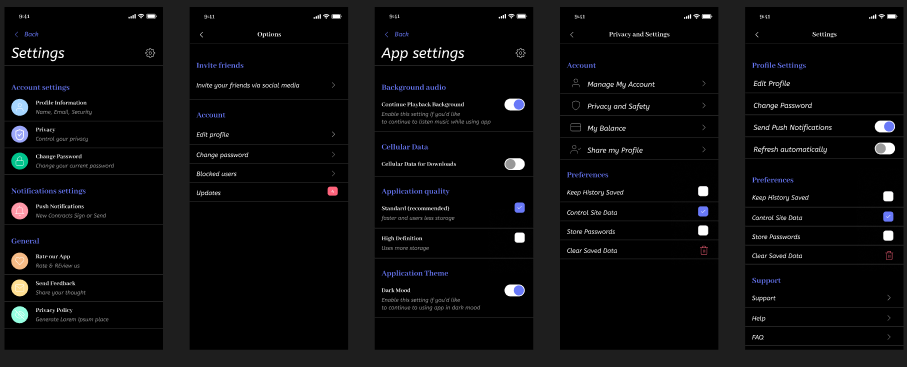 9:41
Back
Settings
Account settings
Profile Information
Name, Email, Security
Privacy
Control your privacy
Change Password
Change your current password
Notifications settings
Push Notifications
New Contracts Sign or Send
General
Rate our App
Rate & Réview us
Send Feedback
Share your thought
Privacy Policy
Generate Lorem Ipsum place
9:41
Options
Invite friends
Invite your friends via social media
Account
Edit profile
Change password
Blocked users
Updates
9:41
Back
App settings
Background audio
Continue Playback Background
Enable this setting if you'd like
to continue to listen music while using app
Cellular Data
Cellular Data for Downloads
Application quality
Standard (recommended)
faster and users less storage
High Definition
Uses more storage
Application Theme
Dark Mood
Enable this setting if you'd like
to continue to using app in dark mood
9:41
Privacy and Settings
Account
Manage My Account
Privacy and Safety
My Balance
Share my Profile
Preferences
Keep History Saved
Control Site Data
Store Passwords
Clear Saved Data
9:41
Settings
Profile Settings
Edit Profile
Change Password
Send Push Notifications
Refresh automatically
Preferences
Keep History Saved
Control Site Data
Store Passwords
Clear Saved Data
Support
Support
Help
FAQ